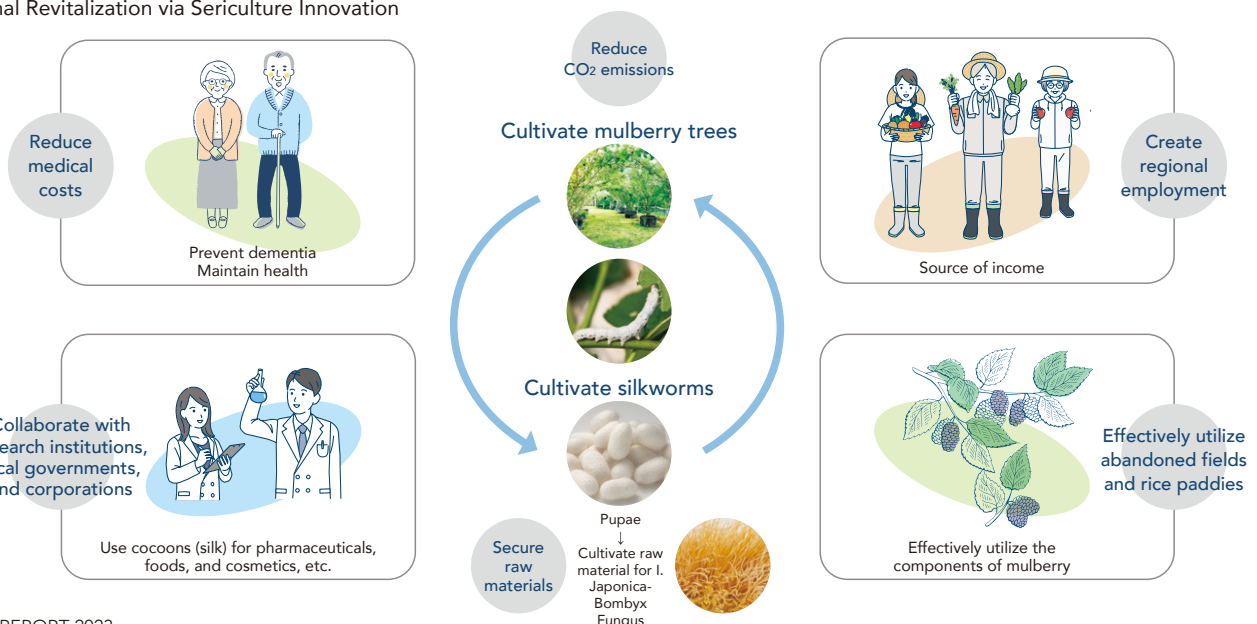 nal Revitalization via Sericulture Innovation
Reduce
medical
costs
Prevent dementia
Maintain health
Reduce
CO2 emissions
Cultivate mulberry trees
Cultivate silkworms
Create
regional
employment
Source of income
Collaborate with
search institutions,
cal governments,
nd corporations
Use cocoons (silk) for pharmaceuticals,
foods, and cosmetics, etc.
Secure
raw
materials
Pupae
↓
Cultivate raw
material for I.
Japonica-
Bombyx
Fungus
Effectively utilize
abandoned fields
and rice paddies
Effectively utilize the
components of mulberry